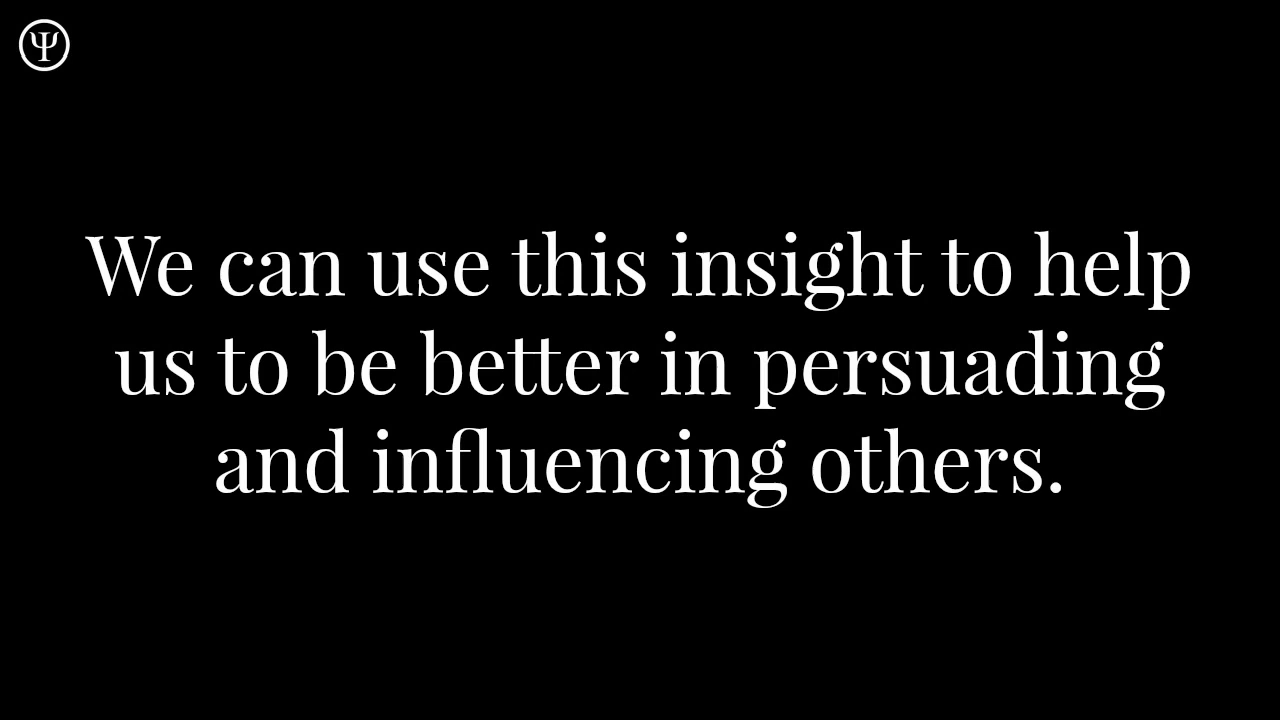 Ψ
We can use this insight to help
us to be better in persuading
and influencing others.